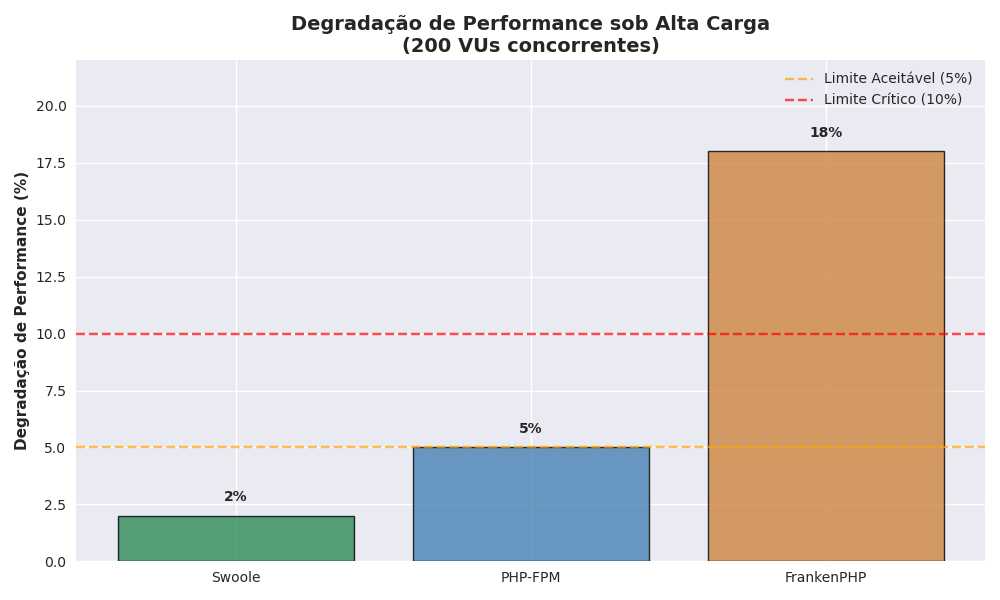 Degradação de Performance sob Alta Carga
(200 VUs concorrentes)
Limite Aceitável (5%)
Limite Crítico (10%)
Degradação de Performance (%)
20.0
17.5
15.0
12.5
10.0
7.5
5.0
2.5
0.0
2%
5%
18%
Swoole
PHP-FPM
FrankenPHP